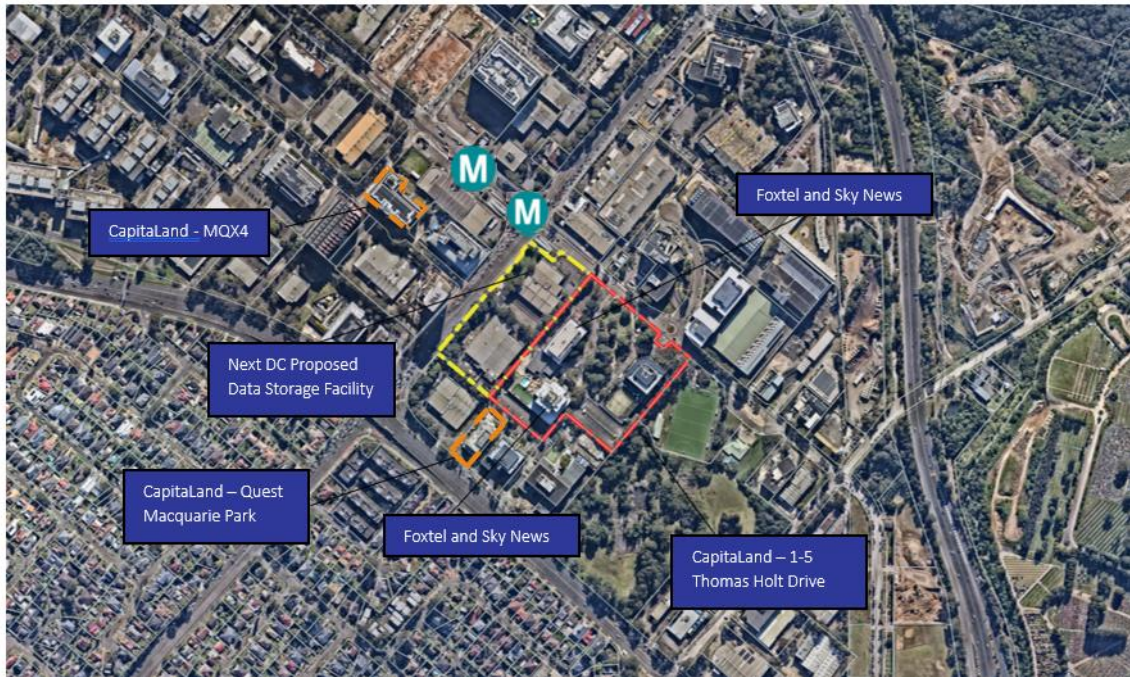 M
M
Foxtel and Sky News
CapitaLand - MQX4
Next DC Proposed
Data Storage Facility
CapitaLand – Quest
Macquarie Park
Foxtel and Sky News
CapitaLand – 1-5
Thomas Holt Drive